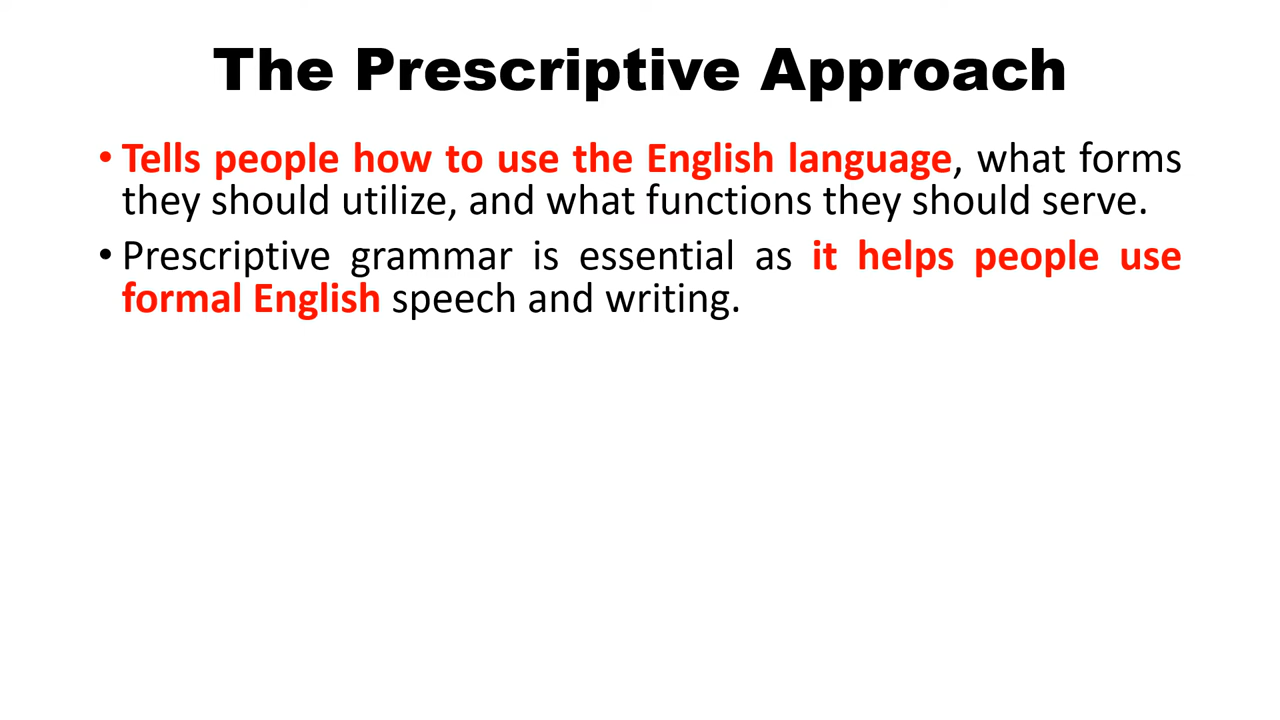 The Prescriptive Approach
• Tells people how to use the English language, what forms
they should utilize, and what functions they should serve.
• Prescriptive grammar is essential as it helps people use
formal English speech and writing.